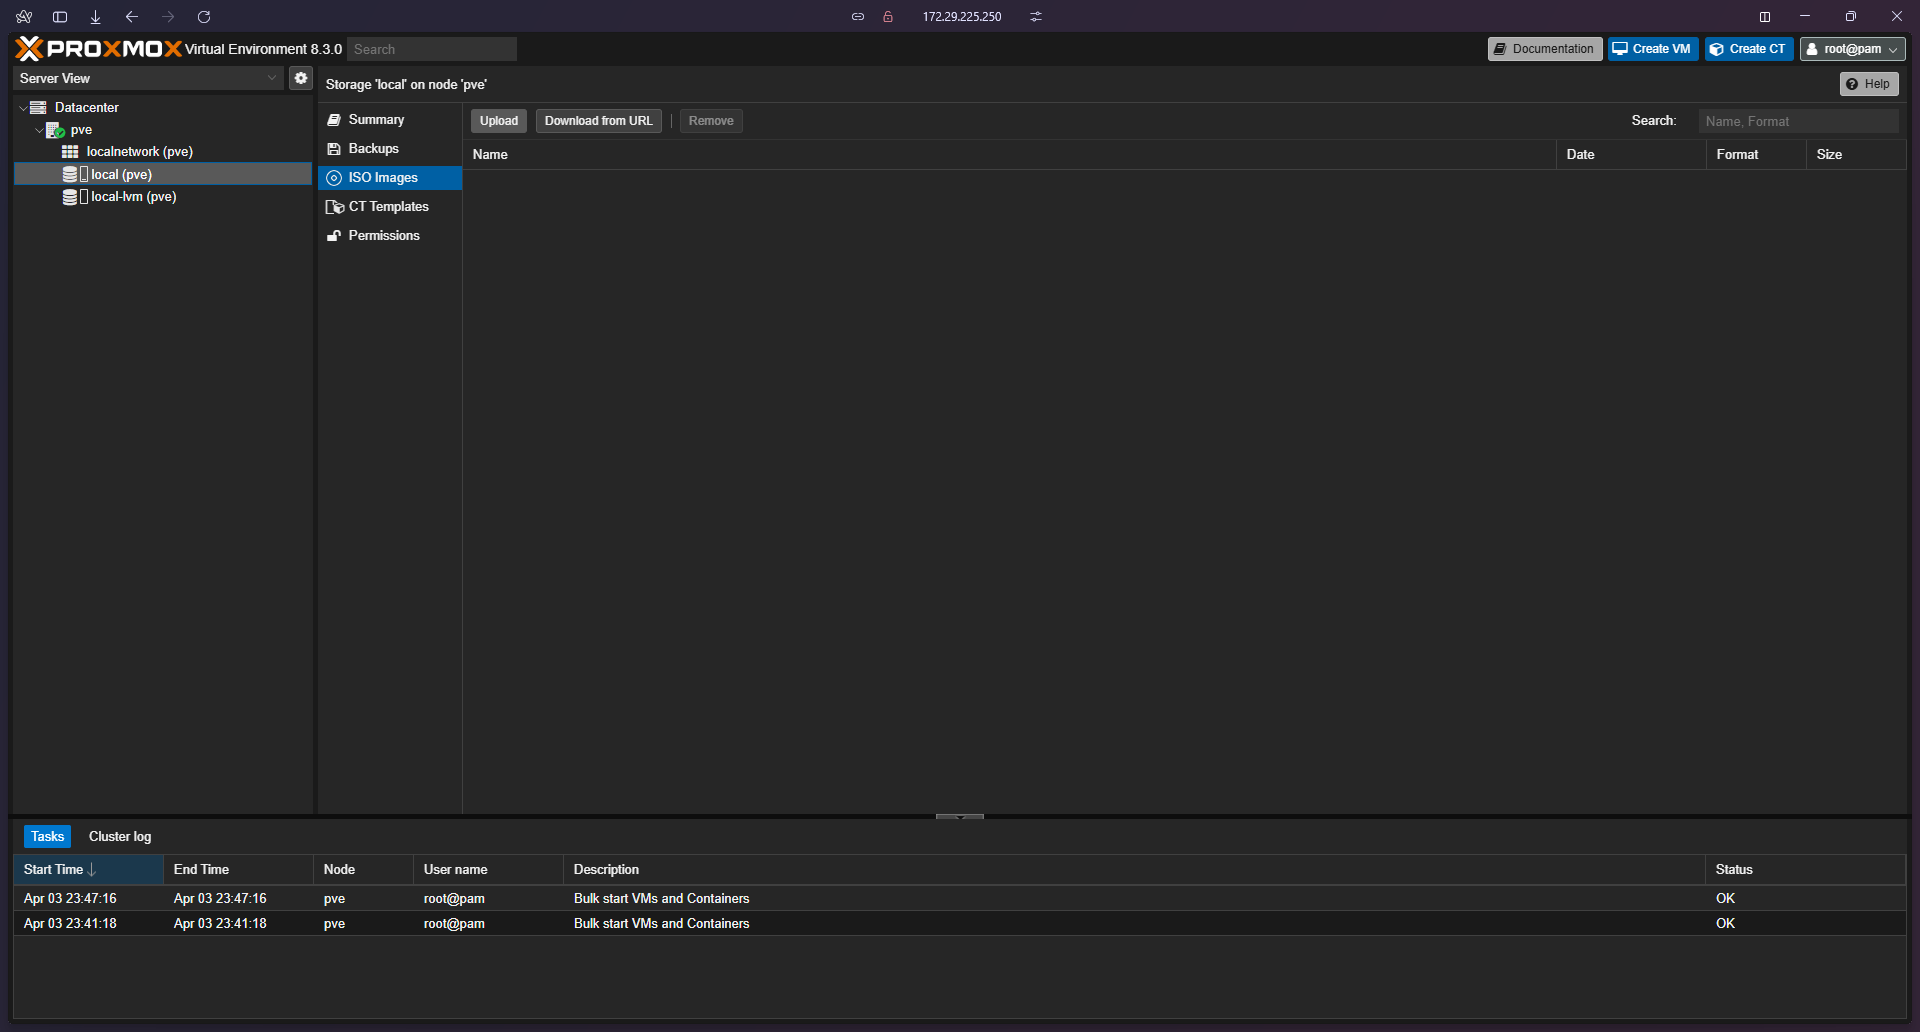 172.29.225.250
PROXMOX Virtual Environment 8.3.0 Search Documentation Create VM Create CT root@pam
Server View
Storage 'local' on node 'pve' Help
Datacenter
pve
localnetwork (pve)
local (pve)
local-lvm (pve)
Summary
Backups
ISO Images
CT Templates
Permissions
Upload Download from URL Remove Search: Name, Format
Name Date Format Size
Tasks Cluster log
Start Time End Time Node User name Description Status
Apr 03 23:47:16 Apr 03 23:47:16 pve root@pam Bulk start VMs and Containers OK
Apr 03 23:41:18 Apr 03 23:41:18 pve root@pam Bulk start VMs and Containers OK